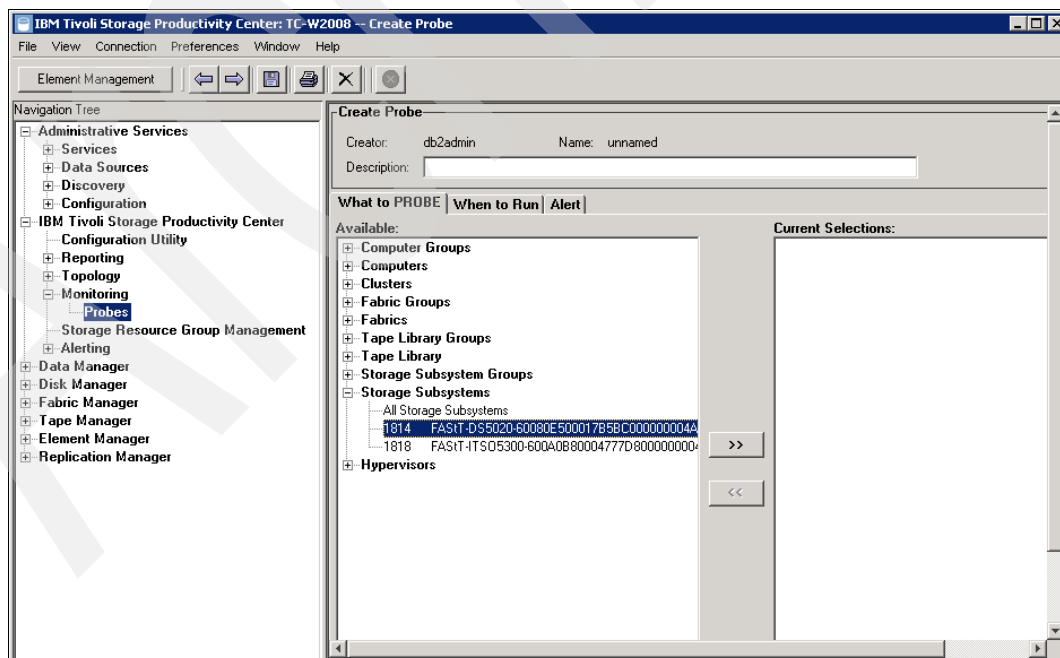 IBM Tivoli Storage Productivity Center: TC-W2008 -- Create Probe
File View Connection Preferences Window Help
Element Management
Navigation Tree
Administrative Services
Services
Data Sources
Discovery
Configuration
IBM Tivoli Storage Productivity Center
Configuration Utility
Reporting
Topology
Monitoring
Probes
Storage Resource Group Management
Alerting
Data Manager
Disk Manager
Fabric Manager
Tape Manager
Element Manager
Replication Manager
Create Probe
Creator: db2admin Name: unnamed
Description:
What to PROBE When to Run Alert
Available:
Computer Groups
Computers
Clusters
Fabric Groups
Fabrics
Tape Library Groups
Tape Library
Storage Subsystem Groups
Storage Subsystems
All Storage Subsystems
1814 FAStT-DS5020-60080E500017B5BC000000004A
1818 FAStT-ITSO5300-600A0B80004777D800000000
Hypervisors
>>
<<
Current Selections: